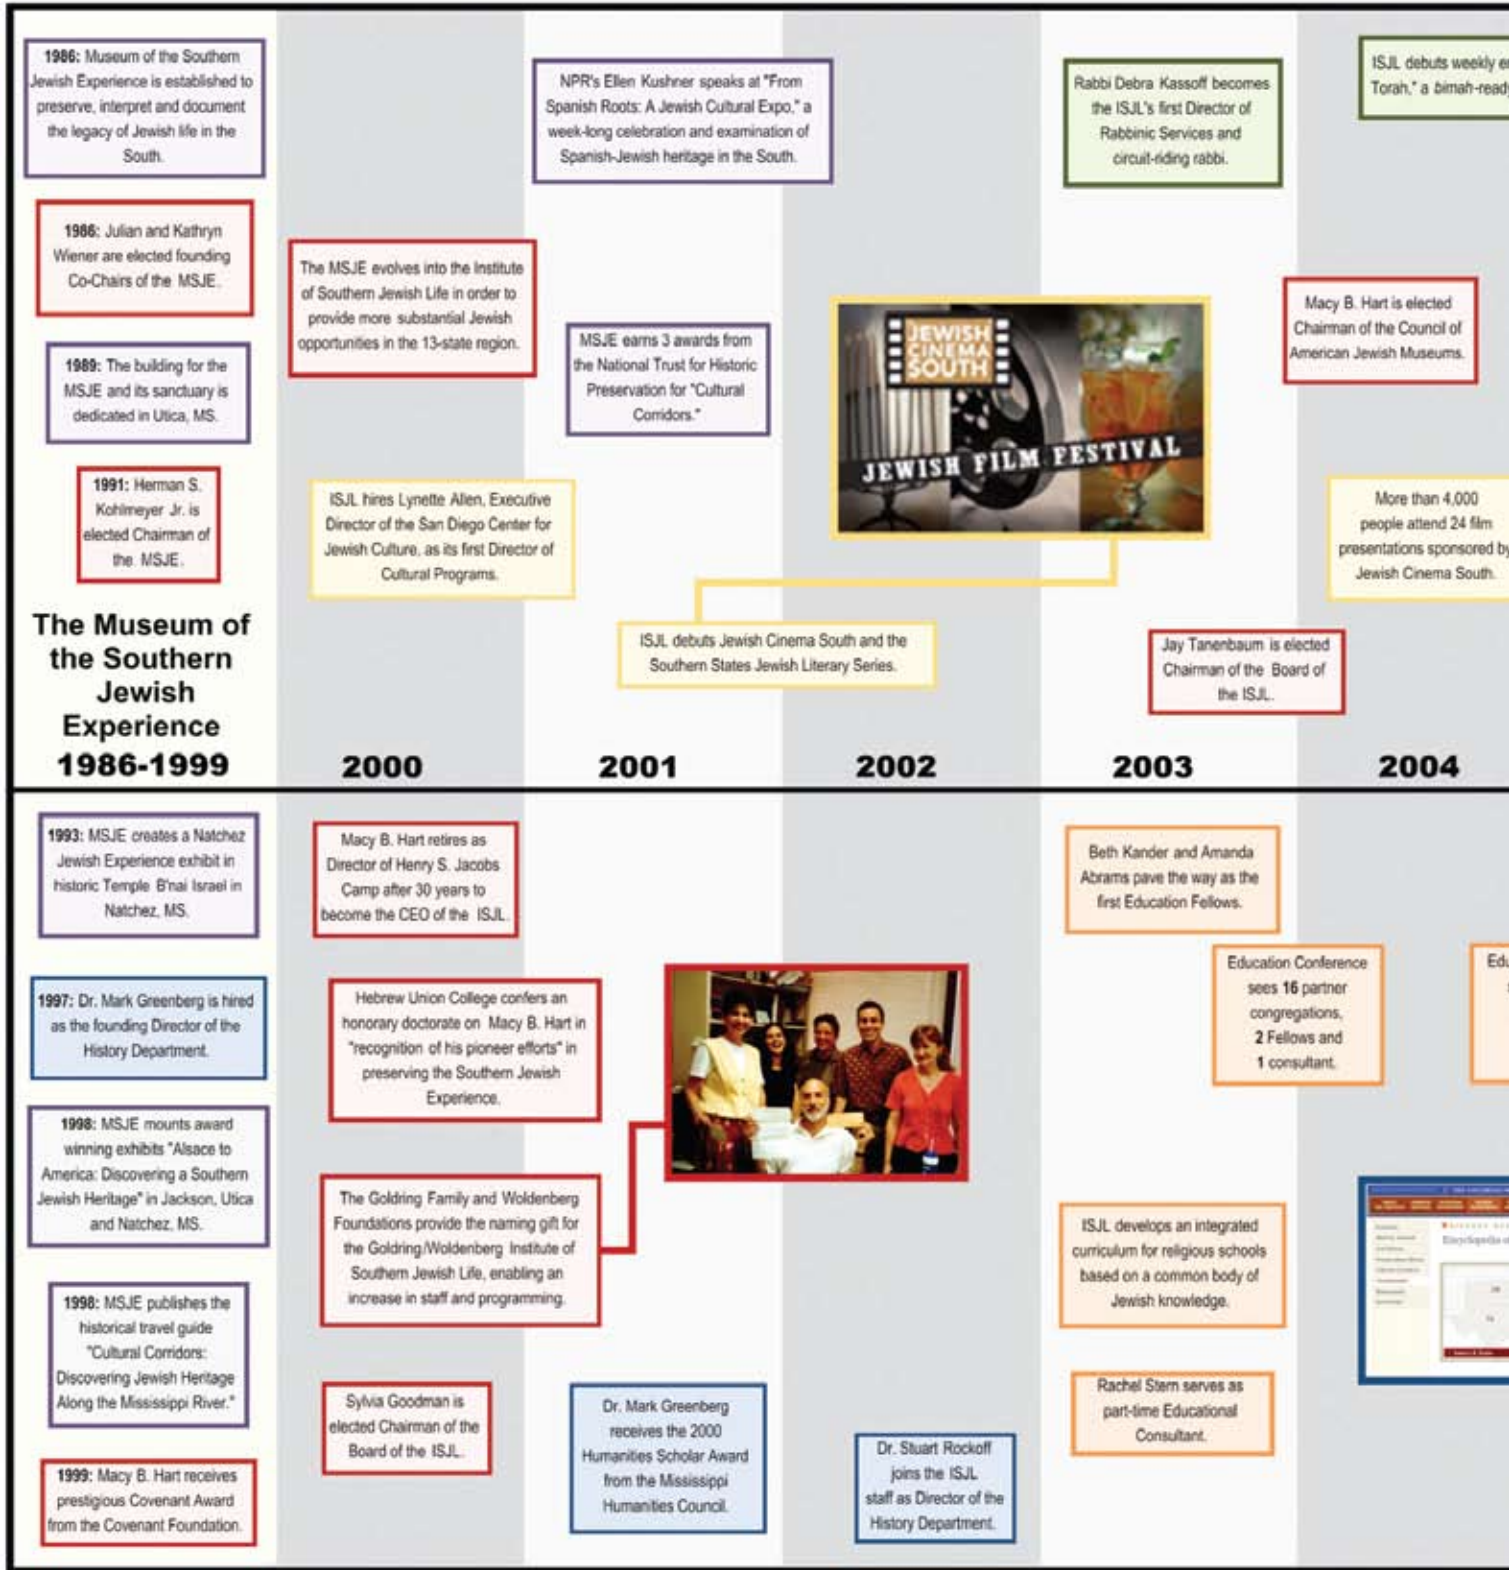 1986: Museum of the Southern
Jewish Experience is established to
preserve, interpret and document
the legacy of Jewish life in the
South.
1986: Julian and Kathryn
Wiener are elected founding
Co-Chairs of the MSJE.
1989: The building for the
MSJE and its sanctuary is
dedicated in Utica, MS.
1991: Herman S.
Kohlmeyer Jr. is
elected Chairman of
the MSJE.
The Museum of
the Southern
Jewish
Experience
1986-1999
The MSJE evolves into the Institute
of Southern Jewish Life in order to
provide more substantial Jewish
opportunities in the 13-state region.
ISJL hires Lynette Allen, Executive
Director of the San Diego Center for
Jewish Culture, as its first Director of
Cultural Programs.
2000
NPR's Ellen Kushner speaks at "From
Spanish Roots: A Jewish Cultural Expo," a
week-long celebration and examination of
Spanish-Jewish heritage in the South.
MSJE earns 3 awards from
the National Trust for Historic
Preservation for "Cultural
Corridors."
ISJL debuts Jewish Cinema South and the
Southern States Jewish Literary Series.
2001
JEWISH
CINEMA
SOUTH
JEWISH FILM FESTIVAL
2002
Rabbi Debra Kassoff becomes
the ISJL's first Director of
Rabbinic Services and
circuit-riding rabbi.
Jay Tanenbaum is elected
Chairman of the Board of
the ISJL.
2003
ISJL debuts weekly
Torah," a bimah-ready
Macy B. Hart is elected
Chairman of the Council of
American Jewish Museums.
More than 4,000
people attend 24 film
presentations sponsored by
Jewish Cinema South.
2004
1993: MSJE creates a Natchez
Jewish Experience exhibit in
historic Temple B'nai Israel in
Natchez, MS.
1997: Dr. Mark Greenberg is hired
as the founding Director of the
History Department.
1998: MSJE mounts award
winning exhibits "Alsace to
America: Discovering a Southern
Jewish Heritage" in Jackson, Utica
and Natchez, MS.
1998: MSJE publishes the
historical travel guide
"Cultural Corridors:
Discovering Jewish Heritage
Along the Mississippi River."
1999: Macy B. Hart receives
prestigious Covenant Award
from the Covenant Foundation.
Macy B. Hart retires as
Director of Henry S. Jacobs
Camp after 30 years to
become the CEO of the ISJL.
Hebrew Union College confers an
honorary doctorate on Macy B. Hart in
"recognition of his pioneer efforts" in
preserving the Southern Jewish
Experience.
The Goldring Family and Woldenberg
Foundations provide the naming gift for
the Goldring/Woldenberg Institute of
Southern Jewish Life, enabling an
increase in staff and programming.
Sylvia Goodman is
elected Chairman of the
Board of the ISJL.
Dr. Mark Greenberg
receives the 2000
Humanities Scholar Award
from the Mississippi
Humanities Council.
Dr. Stuart Rockoff
joins the ISJL
staff as Director of the
History Department.
Beth Kander and Amanda
Abrams pave the way as the
first Education Fellows.
Education Conference
sees 16 partner
congregations,
2 Fellows and
1 consultant.
ISJL develops an integrated
curriculum for religious schools
based on a common body of
Jewish knowledge.
Rachel Stern serves as
part-time Educational
Consultant.
Edu
Encyclopedia of